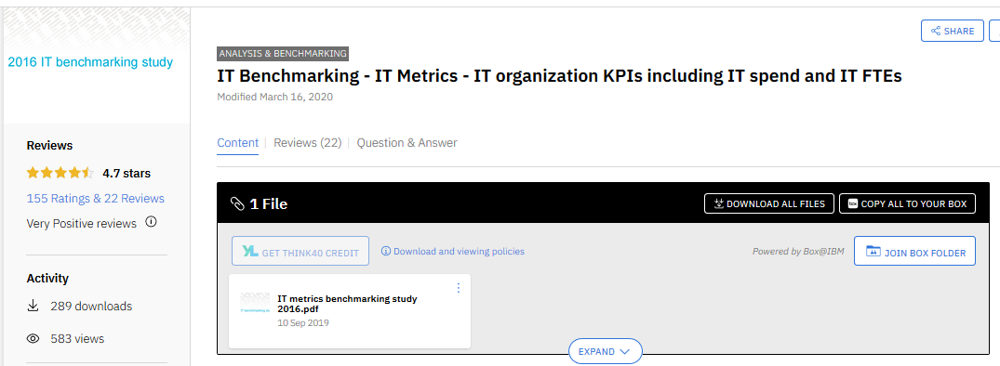 2016 IT benchmarking study
Reviews
4.7 stars
155 Ratings & 22 Reviews
Very Positive reviews
Activity
289 downloads
583 views
SHARE
ANALYSIS & BENCHMARKING
IT Benchmarking - IT Metrics - IT organization KPIs including IT spend and IT FTEs
Modified March 16, 2020
Content | Reviews (22) | Question & Answer
1 File
DOWNLOAD ALL FILES
box COPY ALL TO YOUR BOX
YL GET THINK40 CREDIT
Download and viewing policies
Powered by Box@IBM
JOIN BOX FOLDER
IT metrics benchmarking study
2016.pdf
10 Sep 2019
EXPAND